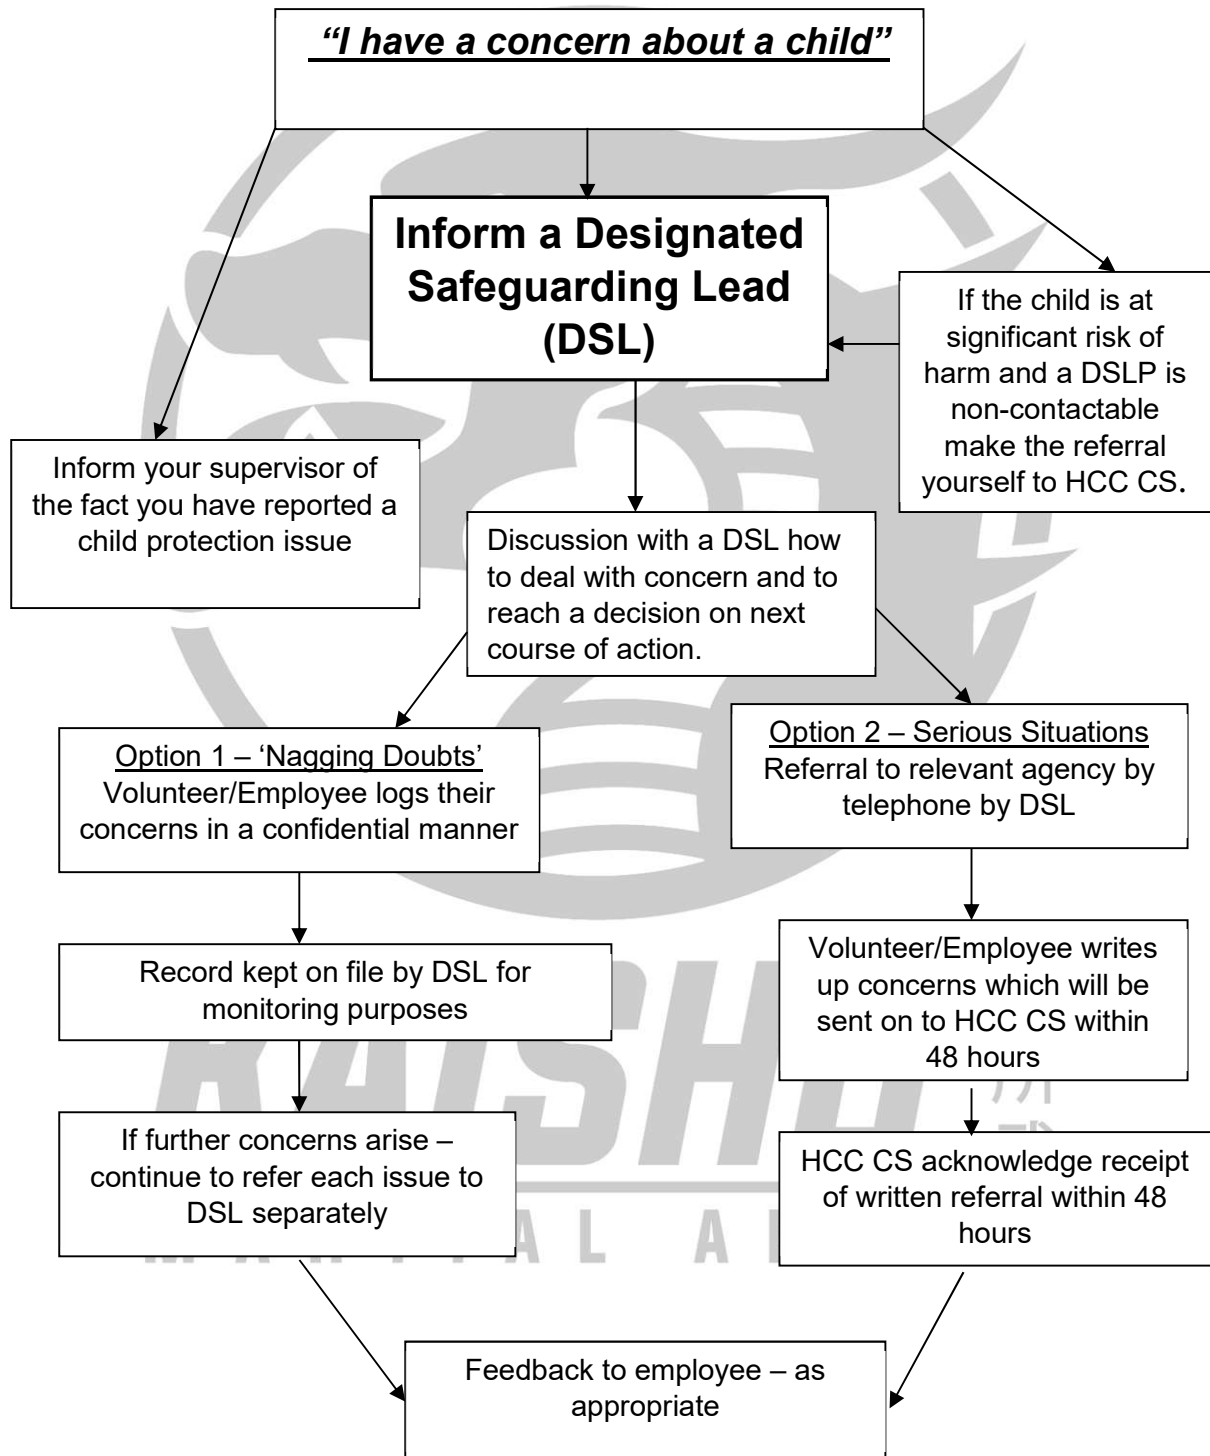 “I have a concern about a child”
Inform a Designated
Safeguarding Lead
(DSL)
If the child is at
significant risk of
harm and a DSLP is
non-contactable
make the referral
yourself to HCC CS.
Inform your supervisor of
the fact you have reported a
child protection issue
Discussion with a DSL how
to deal with concern and to
reach a decision on next
course of action.
Option 1 – ‘Nagging Doubts’
Volunteer/Employee logs their
concerns in a confidential manner
Option 2 – Serious Situations
Referral to relevant agency by
telephone by DSL
Record kept on file by DSL for
monitoring purposes
Volunteer/Employee writes
up concerns which will be
sent on to HCC CS within
48 hours
If further concerns arise –
continue to refer each issue to
DSL separately
HCC CS acknowledge receipt
of written referral within 48
hours
Feedback to employee – as
appropriate